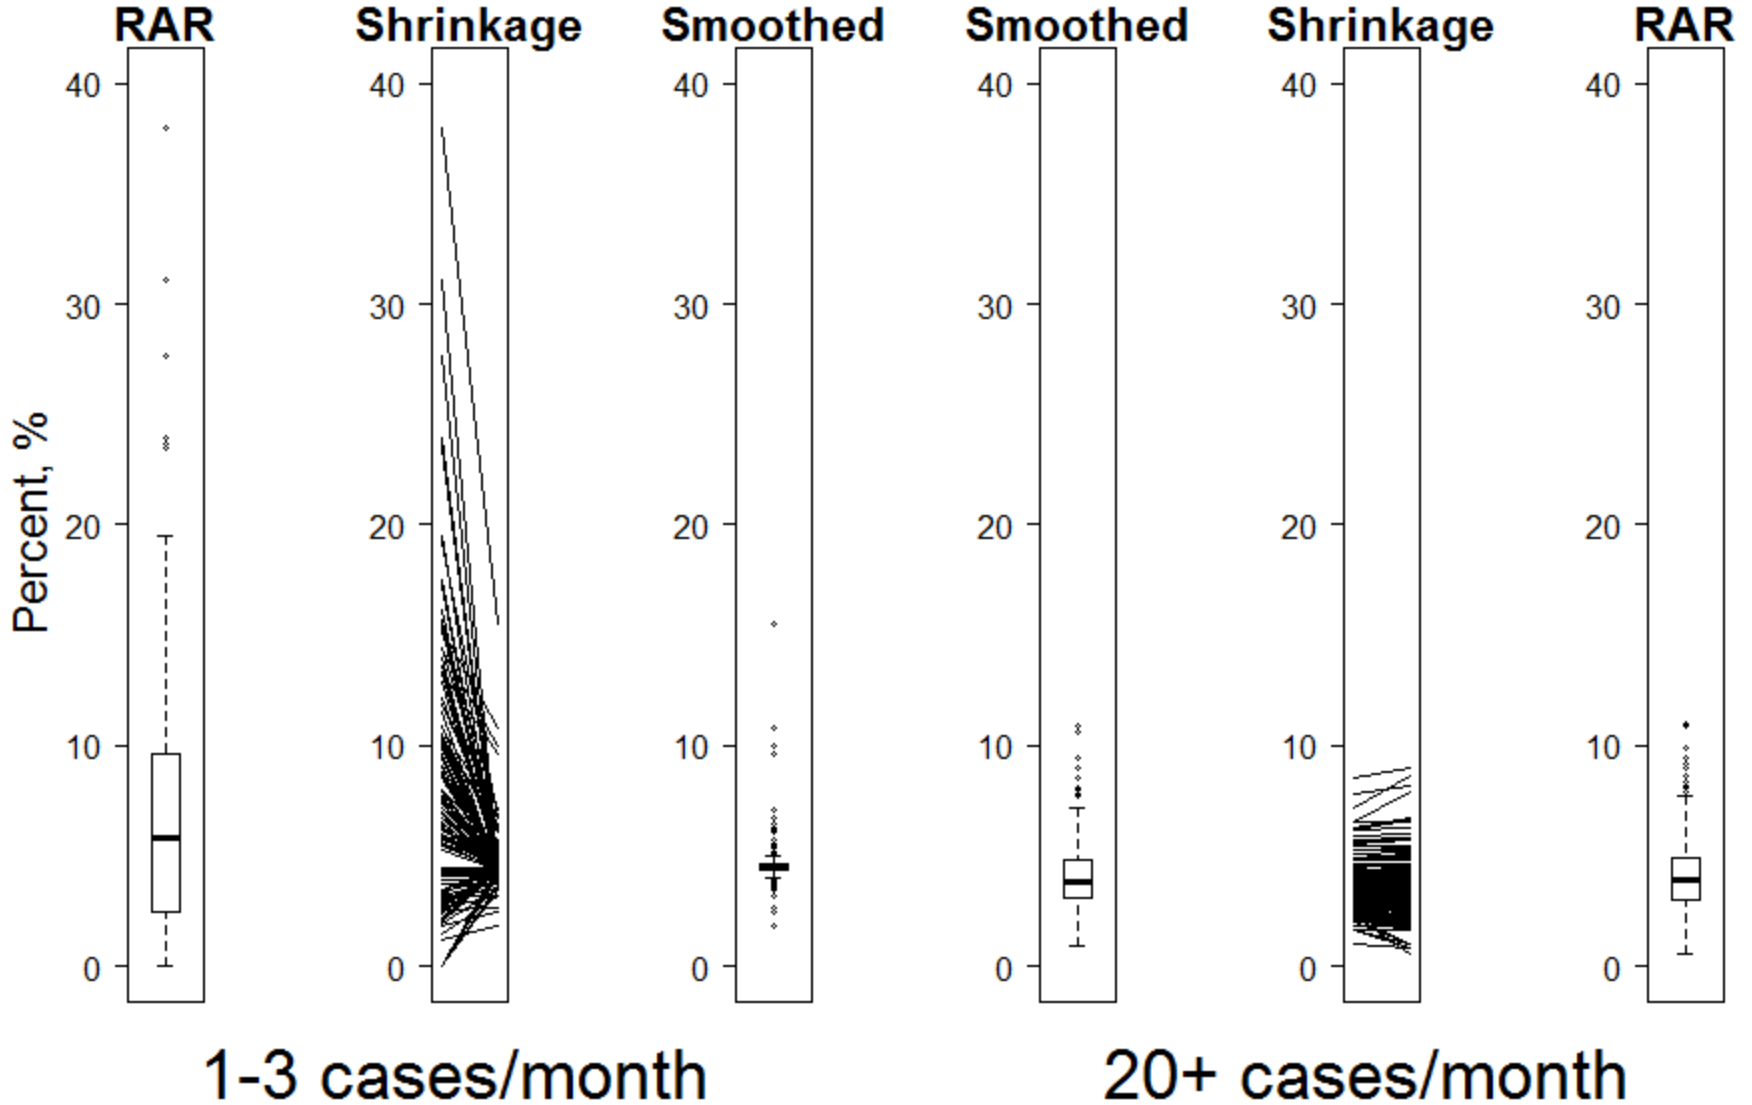 RAR Shrinkage Smoothed Smoothed Shrinkage RAR
40 40 40 40 40 40
30 30 30 30 30 30
Percent, %
20 20 20 20 20 20
10 10 10 10 10 10
0 0 0 0 0 0
1-3 cases/month 20+ cases/month